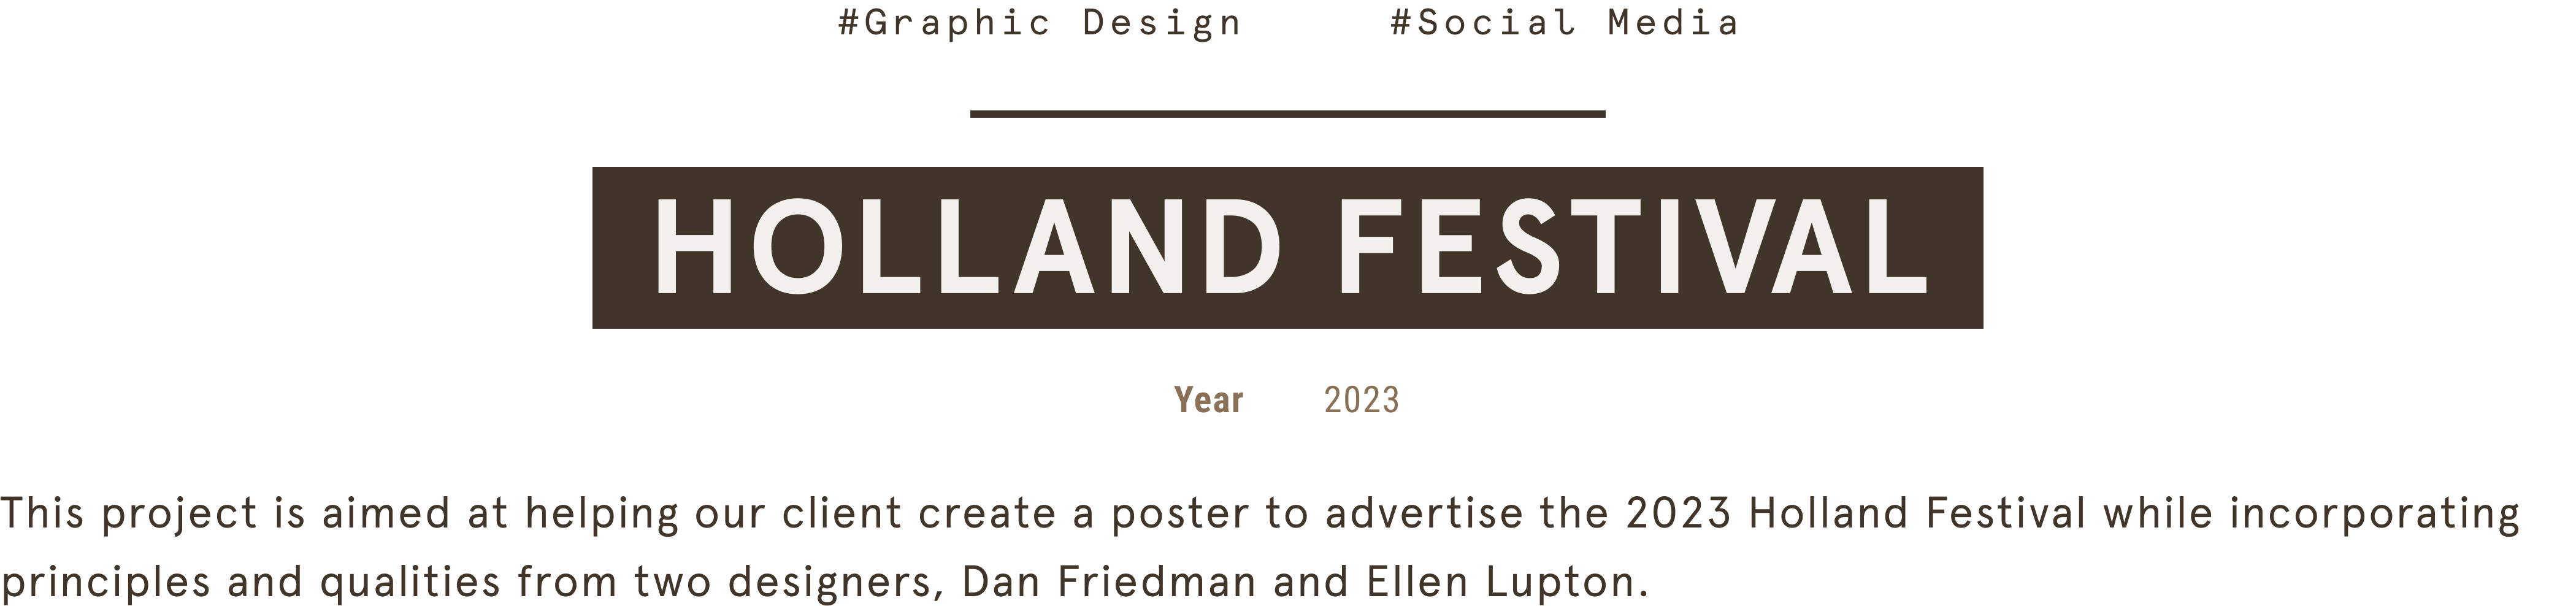 #Graphic Design #Social Media
HOLLAND FESTIVAL
Year 2023
This project is aimed at helping our client create a poster to advertise the 2023 Holland Festival while incorporating
principles and qualities from two designers, Dan Friedman and Ellen Lupton.